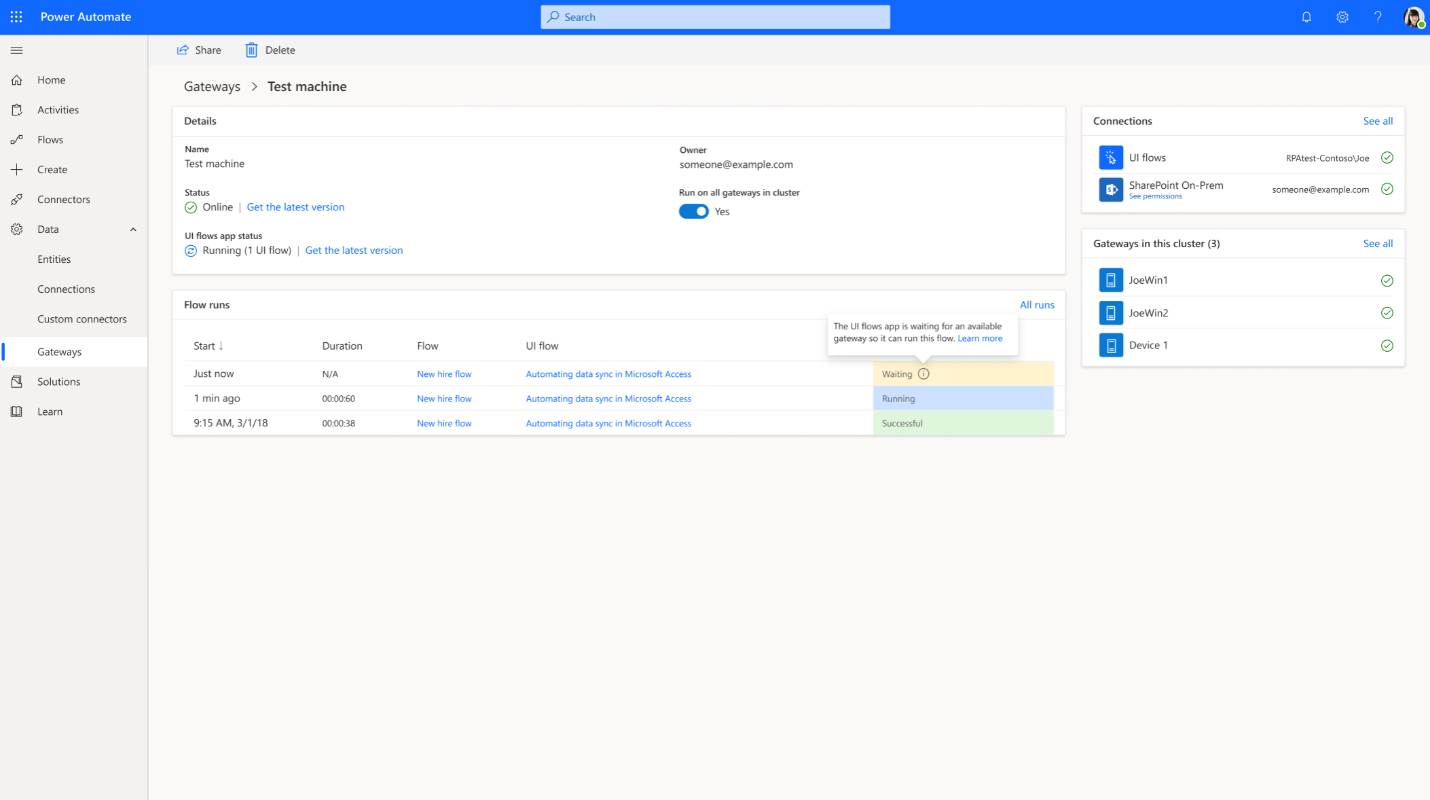 Power Automate
Search
?
Share
Delete
Home
Activities
Flows
Create
Connectors
Data
Entities
Connections
Custom connectors
Gateways
Solutions
Learn
Gateways > Test machine
Details
Name
Test machine
Owner
someone@example.com
Status
Online | Get the latest version
Run on all gateways in cluster
Yes
UI flows app status
Running (1 UI flow) | Get the latest version
Flow runs
All runs
The UI flows app is waiting for an available
gateway so it can run this flow. Learn more
Start ↓ Duration Flow UI flow
Just now N/A New hire flow Automating data sync in Microsoft Access Waiting
1 min ago 00:00:60 New hire flow Automating data sync in Microsoft Access Running
9:15 AM, 3/1/18 00:00:38 New hire flow Automating data sync in Microsoft Access Successful
Connections
See all
UI flows
RPAtest-Contoso\Joe
SharePoint On-Prem
See permissions
someone@example.com
Gateways in this cluster (3)
See all
JoeWin1
JoeWin2
Device 1